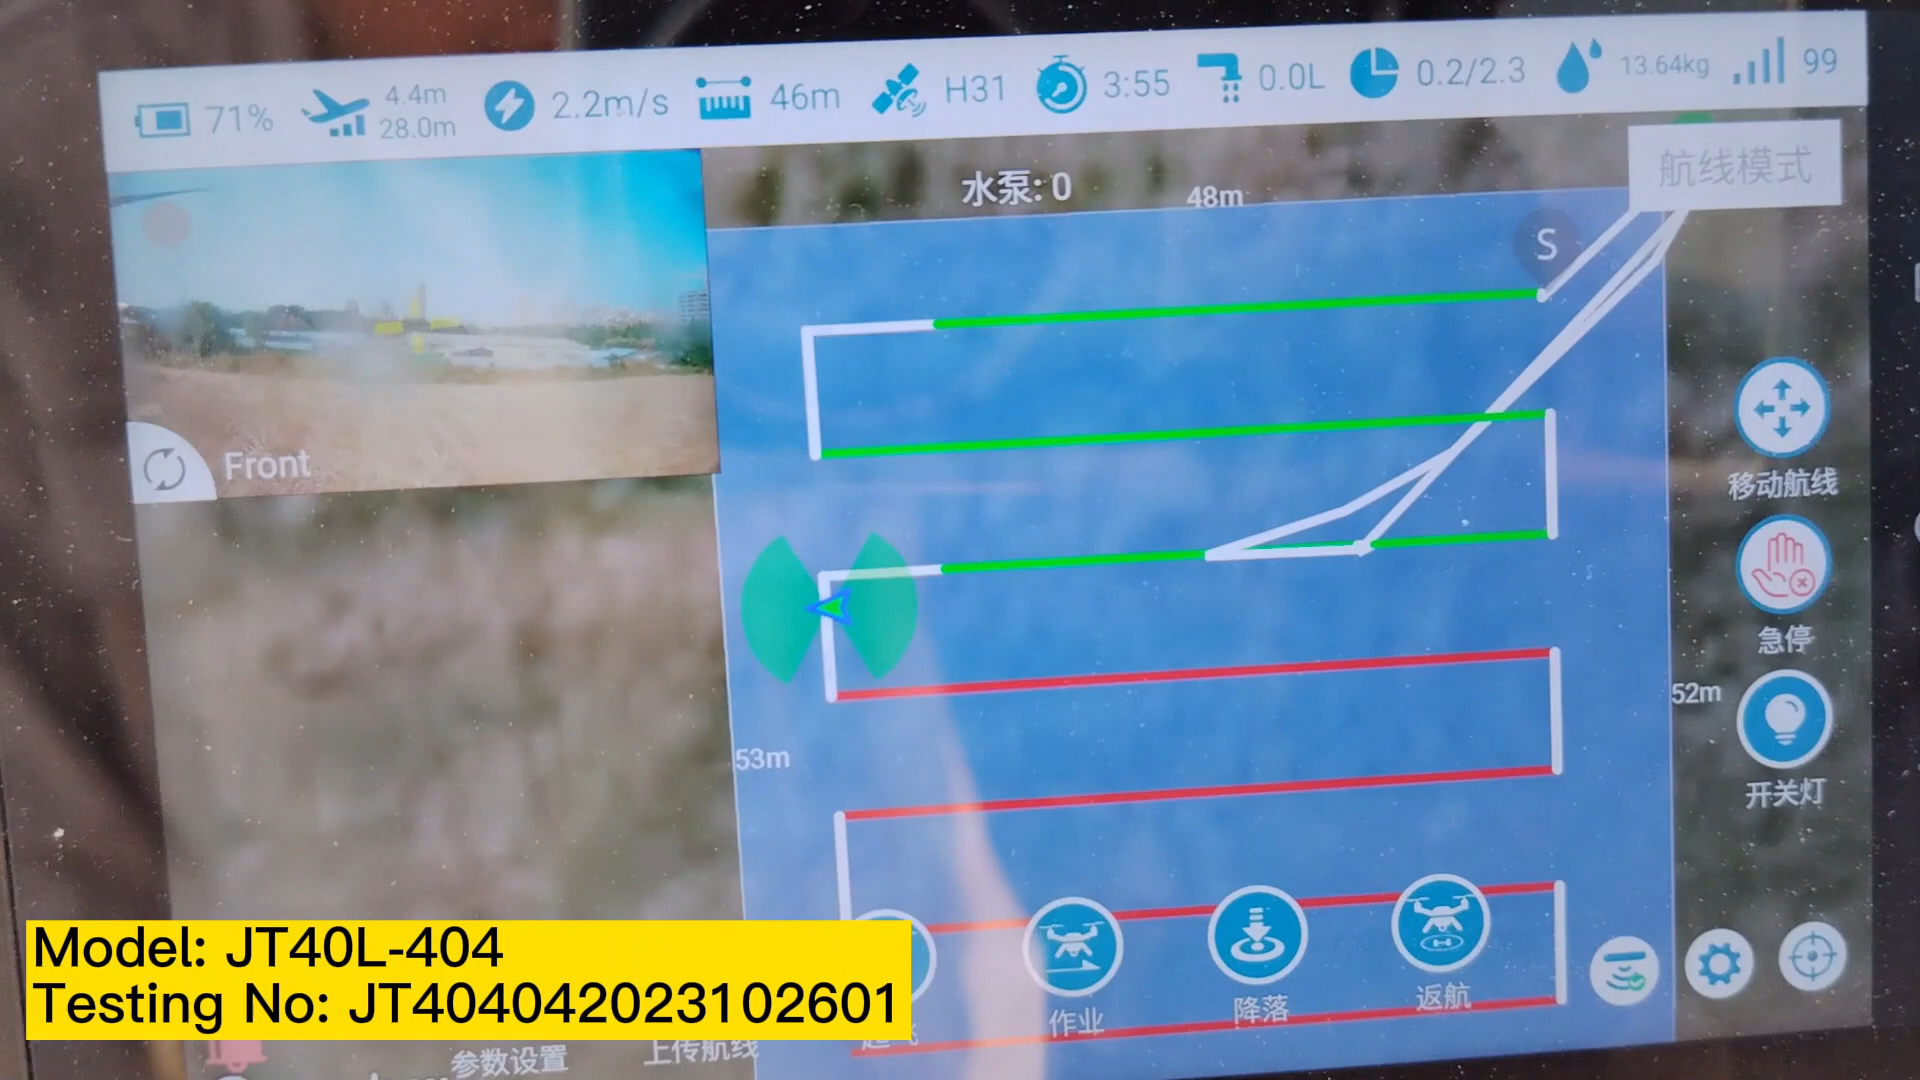 71%
4.4m
28.0m
2.2m/s
46m
H31
3:55
0.0L
0.2/2.3
13.64kg
99
航线模式
水泵: 0
48m
S
Front
移动航线
急停
52m
53m
开关灯
Model: JT40L-404
Testing No: JT404042023102601
作业
降落
返航
参数设置
上传航线